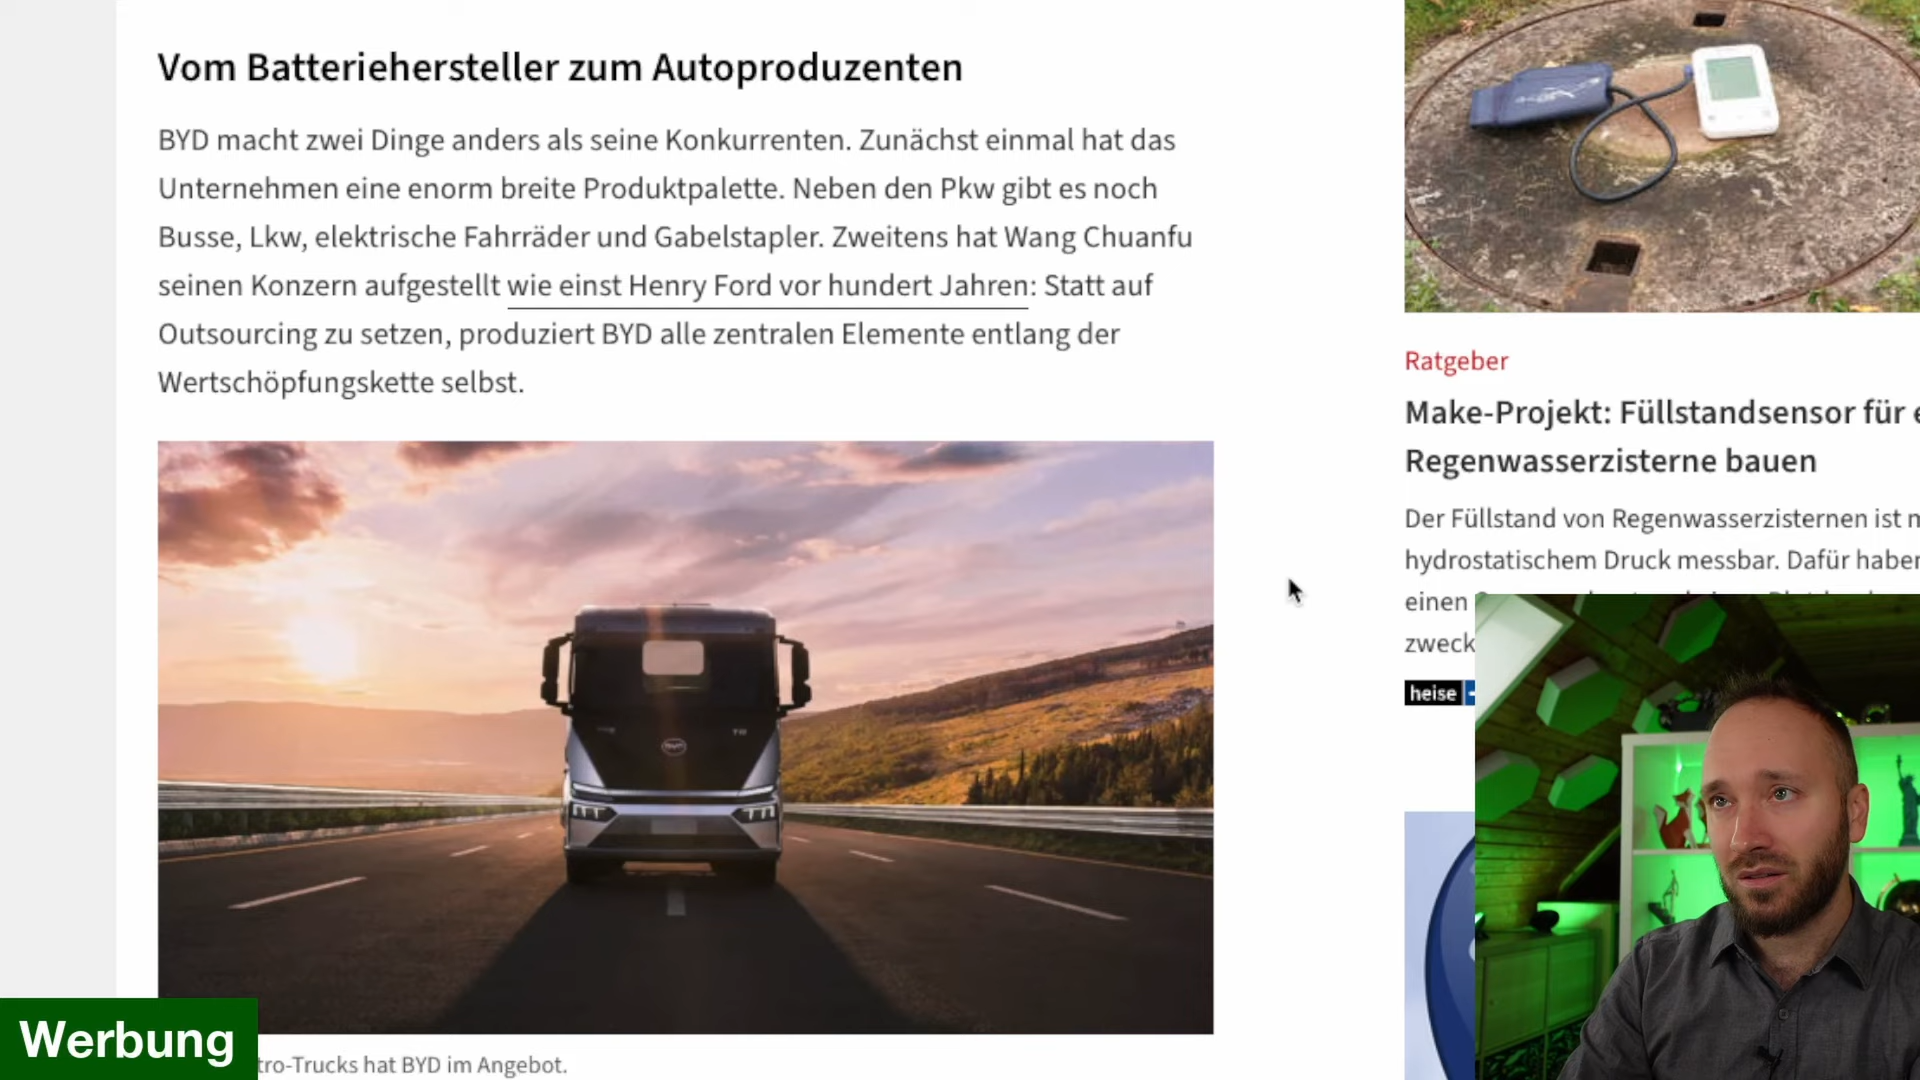 Vom Batteriehersteller zum Autoproduzenten
BYD macht zwei Dinge anders als seine Konkurrenten. Zunächst einmal hat das
Unternehmen eine enorm breite Produktpalette. Neben den Pkw gibt es noch
Busse, Lkw, elektrische Fahrräder und Gabelstapler. Zweitens hat Wang Chuanfu
seinen Konzern aufgestellt wie einst Henry Ford vor hundert Jahren: Statt auf
Outsourcing zu setzen, produziert BYD alle zentralen Elemente entlang der
Wertschöpfungskette selbst.
tro-Trucks hat BYD im Angebot.
Werbung
Ratgeber
Make-Projekt: Füllstandsensor für e
Regenwasserzisterne bauen
Der Füllstand von Regenwasserzisternen ist m
hydrostatischem Druck messbar. Dafür haben
einen
zweck
heise